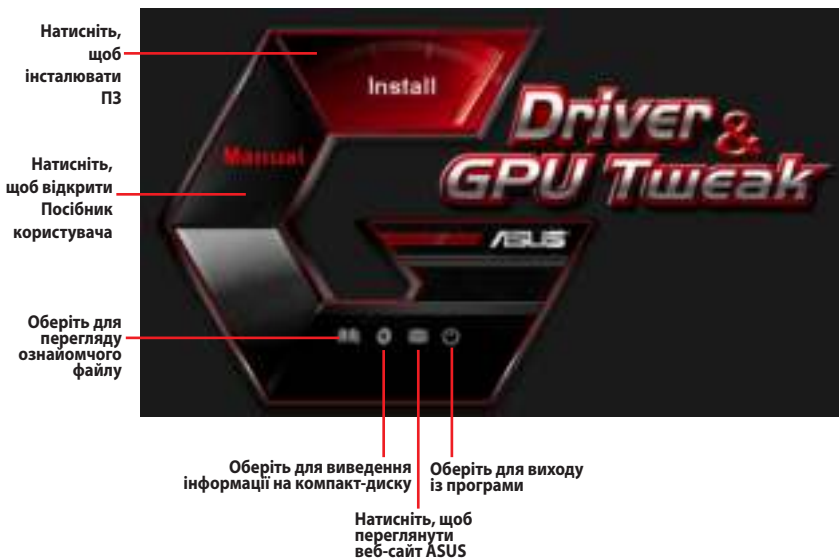 Натисніть,
щоб
інсталювати
ПЗ
Install
Driver &
GPU Tweak
Manual
Натисніть,
щоб відкрити
Посібник
користувача
ASUS
Оберіть для
перегляду
ознайомчого
файлу
Оберіть для виведення
інформації на компакт-диску
Оберіть для виходу
із програми
Натисніть, щоб
переглянути
веб-сайт ASUS